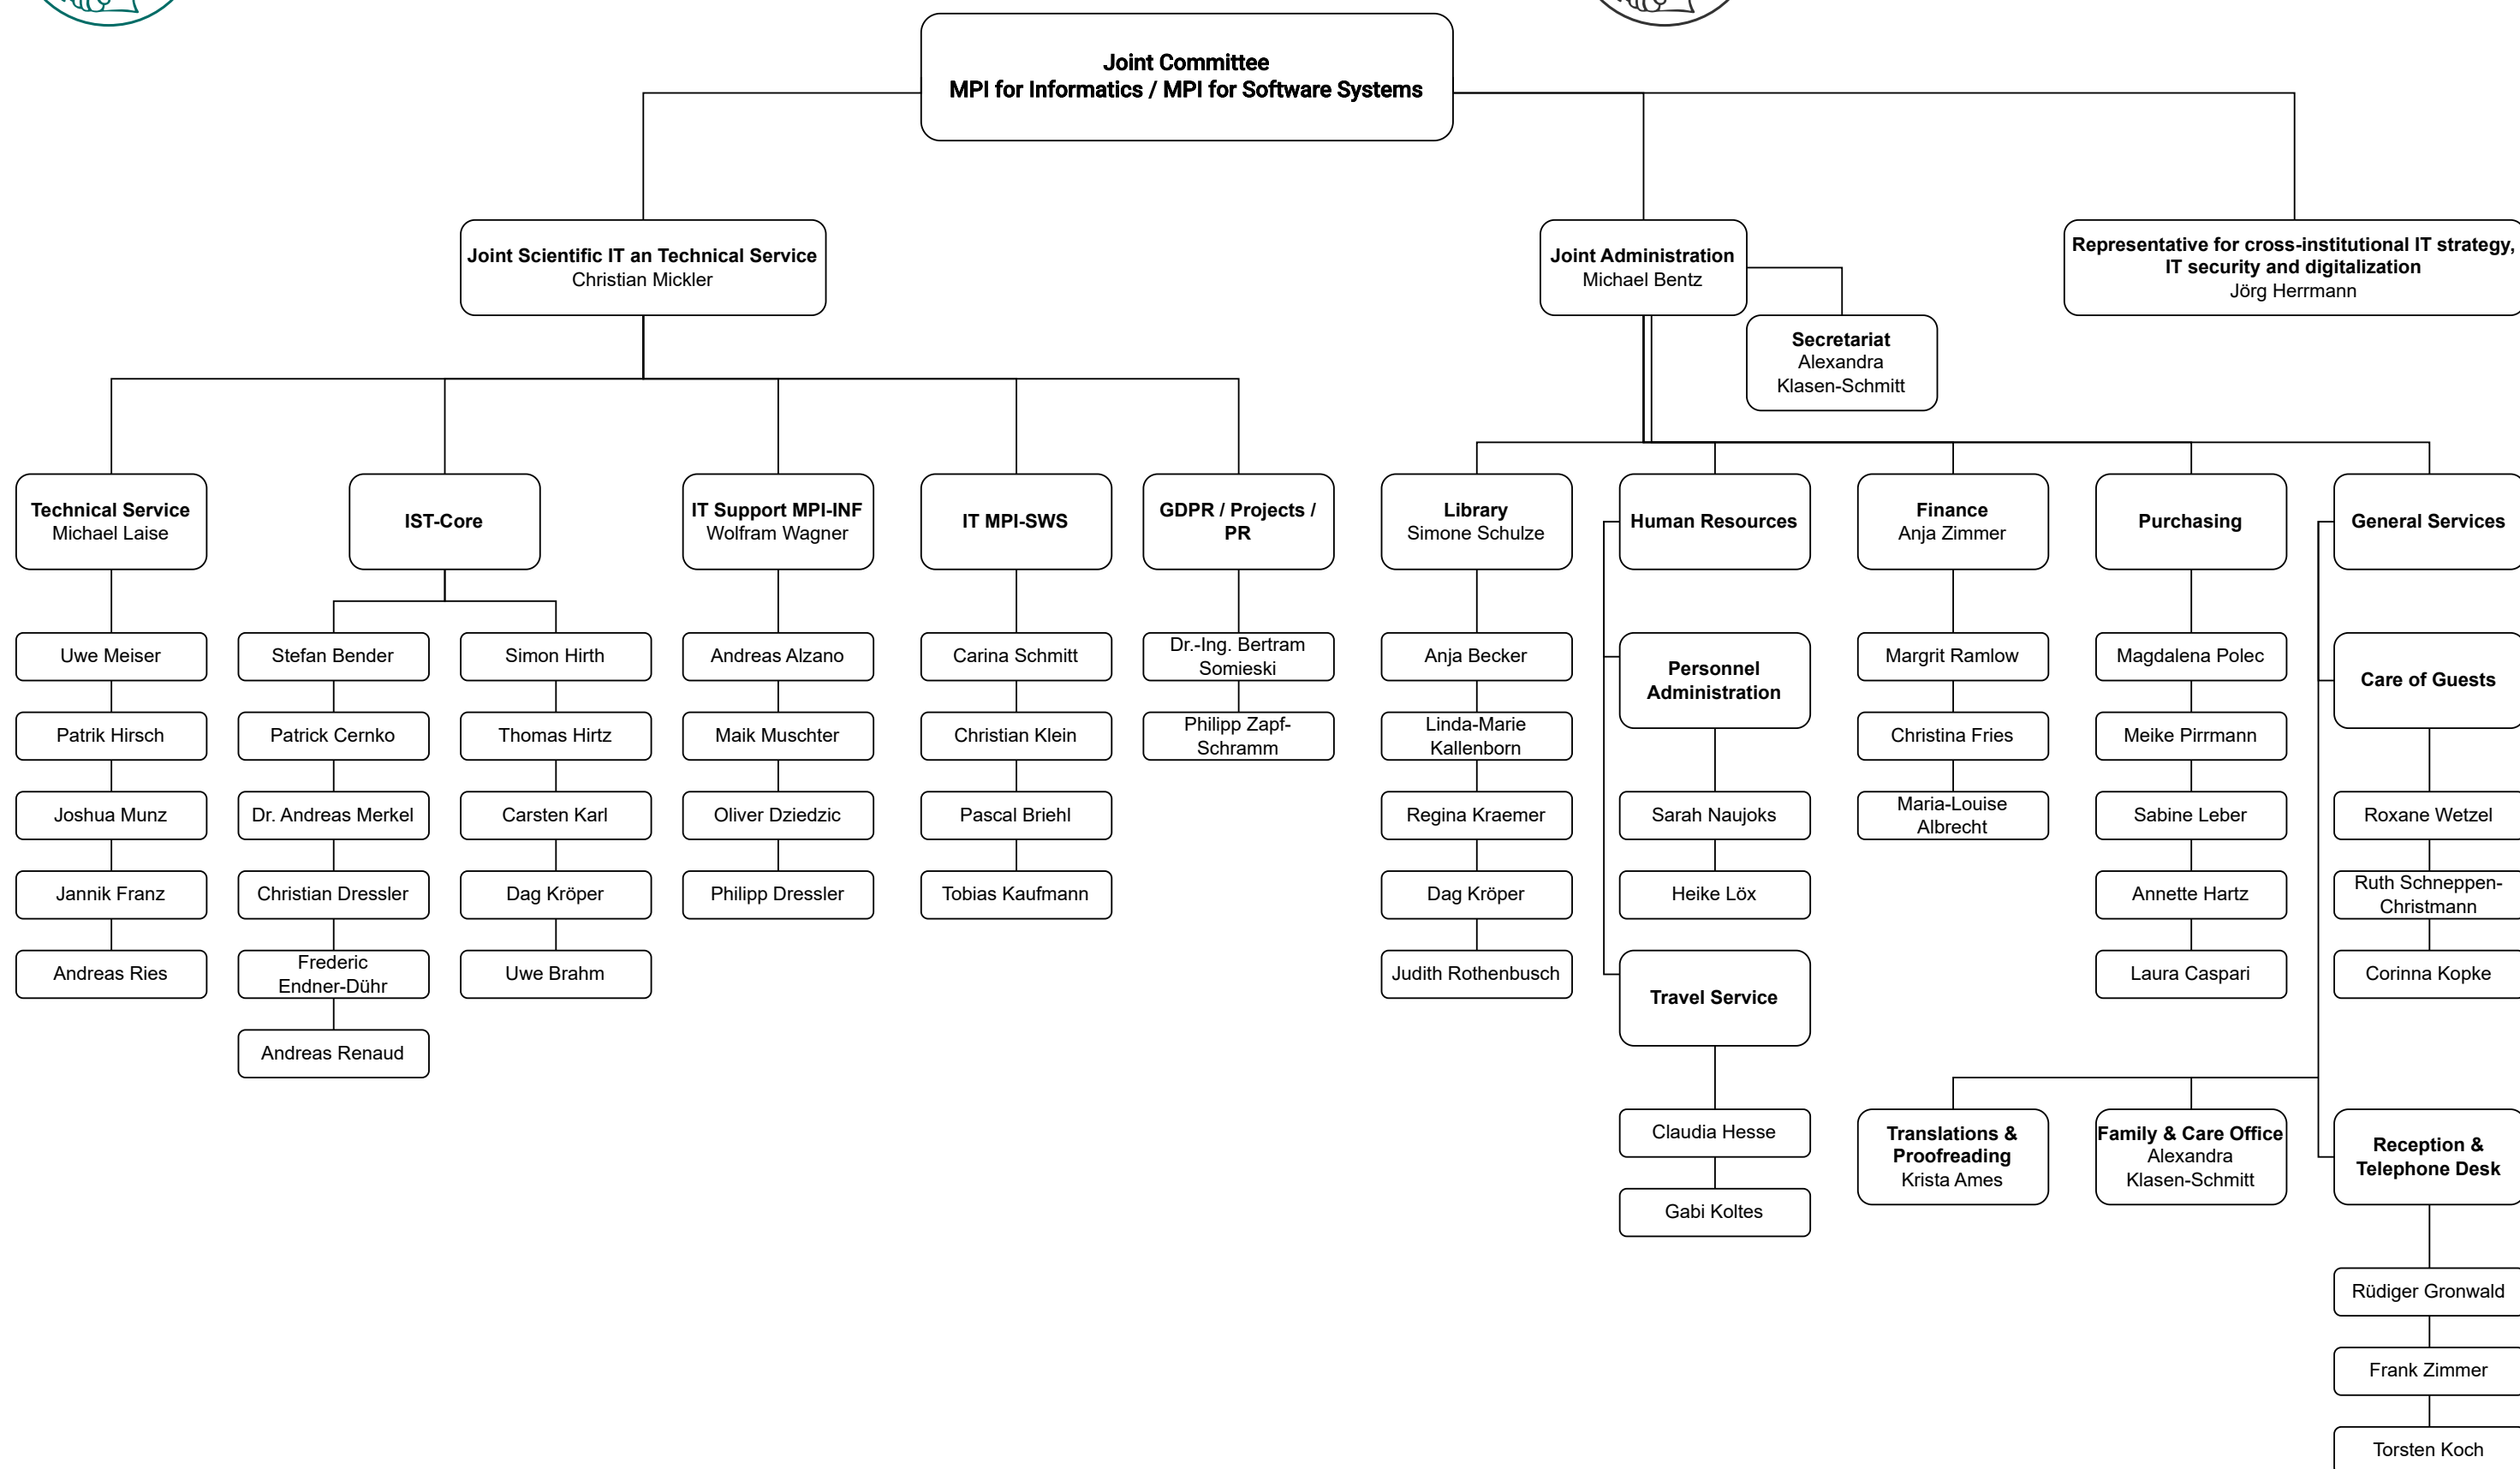 Joint Committee
MPI for Informatics / MPI for Software Systems
Joint Scientific IT an Technical Service
Christian Mickler
Joint Administration
Michael Bentz
Representative for cross-institutional IT strategy,
IT security and digitalization
Jörg Herrmann
Secretariat
Alexandra
Klasen-Schmitt
Technical Service
Michael Laise
Uwe Meiser
Patrik Hirsch
Joshua Munz
Jannik Franz
Andreas Ries
IST-Core
Stefan Bender
Patrick Cernko
Dr. Andreas Merkel
Christian Dressler
Frederic
Endner-Dühr
Andreas Renaud
Simon Hirth
Thomas Hirtz
Carsten Karl
Dag Kröper
Uwe Brahm
IT Support MPI-INF
Wolfram Wagner
Andreas Alzano
Maik Muschter
Oliver Dziedzic
Philipp Dressler
IT MPI-SWS
Carina Schmitt
Christian Klein
Pascal Briehl
Tobias Kaufmann
GDPR / Projects /
PR
Dr.-Ing. Bertram
Somieski
Philipp Zapf-
Schramm
Library
Simone Schulze
Anja Becker
Linda-Marie
Kallenborn
Regina Kraemer
Dag Kröper
Judith Rothenbusch
Human Resources
Personnel
Administration
Sarah Naujoks
Heike Löx
Travel Service
Claudia Hesse
Gabi Koltes
Finance
Anja Zimmer
Margrit Ramlow
Christina Fries
Maria-Louise
Albrecht
Purchasing
Magdalena Polec
Meike Pirrmann
Sabine Leber
Annette Hartz
Laura Caspari
General Services
Care of Guests
Roxane Wetzel
Ruth Schneppen-
Christmann
Corinna Kopke
Translations &
Proofreading
Krista Ames
Family & Care Office
Alexandra
Klasen-Schmitt
Reception &
Telephone Desk
Rüdiger Gronwald
Frank Zimmer
Torsten Koch